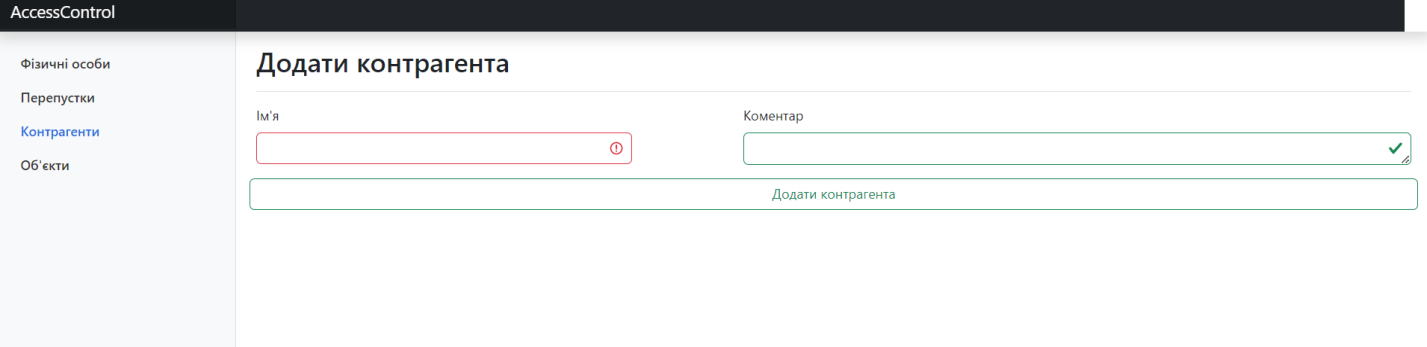 AccessControl
Фізичні особи
Перепустки
Контрагенти
Об'єкти
Додати контрагента
Ім'я
Коментар
Додати контрагента